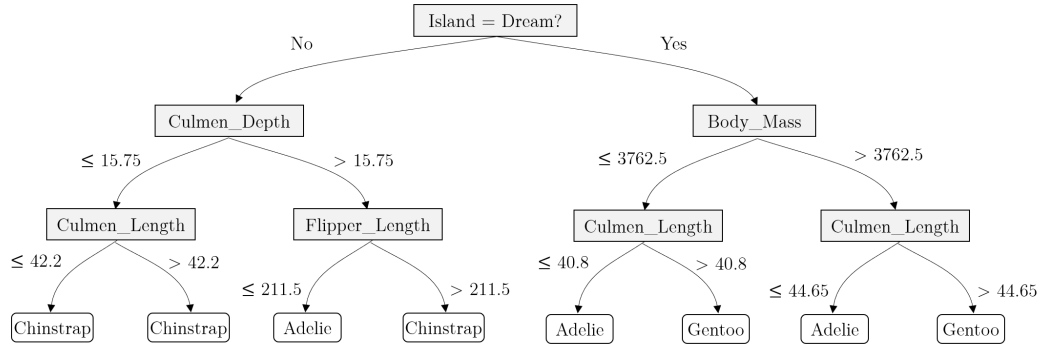 Island = Dream?
No
Yes
Culmen_Depth
Body_Mass
≤ 15.75
> 15.75
≤ 3762.5
> 3762.5
Culmen_Length
Flipper_Length
Culmen_Length
Culmen_Length
≤ 42.2
> 42.2
≤ 211.5
> 211.5
≤ 40.8
> 40.8
≤ 44.65
> 44.65
Chinstrap
Chinstrap
Adelie
Chinstrap
Adelie
Gentoo
Adelie
Gentoo